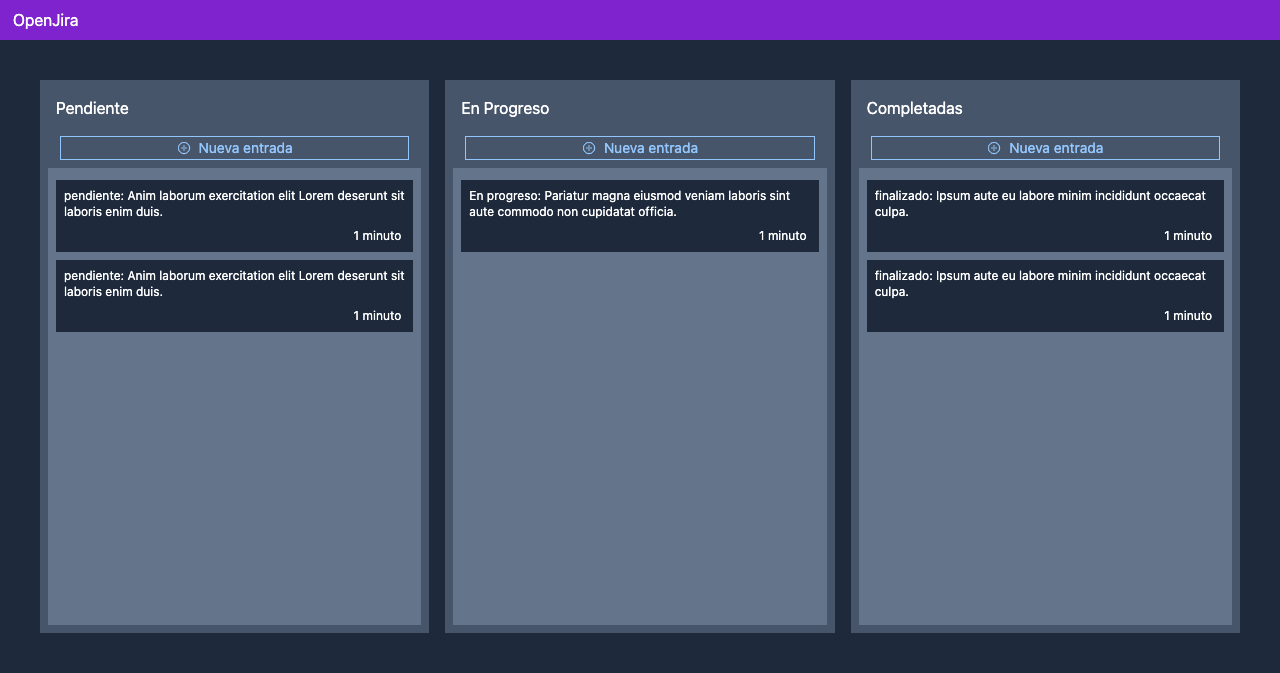 OpenJira
Pendiente
Nueva entrada
pendiente: Anim laborum exercitation elit Lorem deserunt sit
laboris enim duis.
1 minuto
pendiente: Anim laborum exercitation elit Lorem deserunt sit
laboris enim duis.
1 minuto
En Progreso
Nueva entrada
En progreso: Pariatur magna eiusmod veniam laboris sint
aute commodo non cupidatat officia.
1 minuto
Completadas
Nueva entrada
finalizado: Ipsum aute eu labore minim incididunt occaecat
culpa.
1 minuto
finalizado: Ipsum aute eu labore minim incididunt occaecat
culpa.
1 minuto